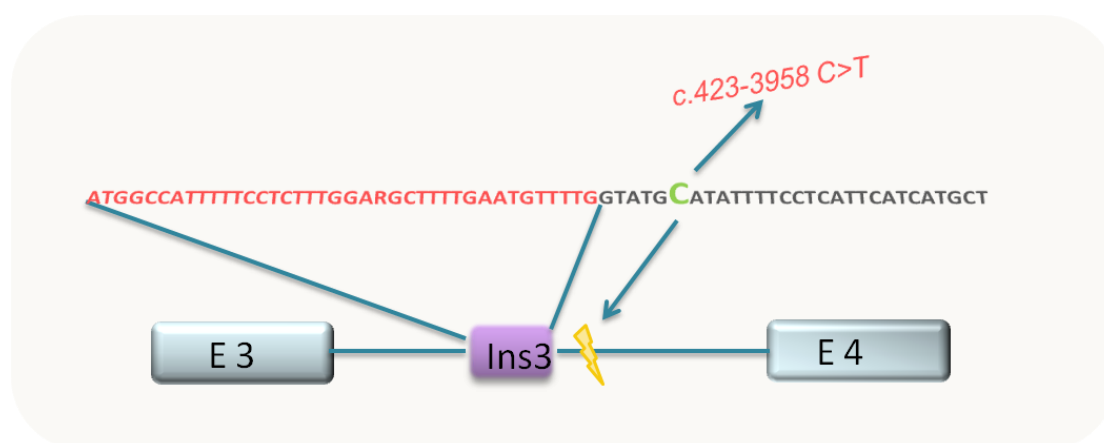 c.423-3958 C>T
ATGGCCATTTTTCCTCTTTGGARGCTTTTGAATGTTTTGGTATGCATATTTTCCTCATTCATCATGCT
E 3
Ins3
E 4